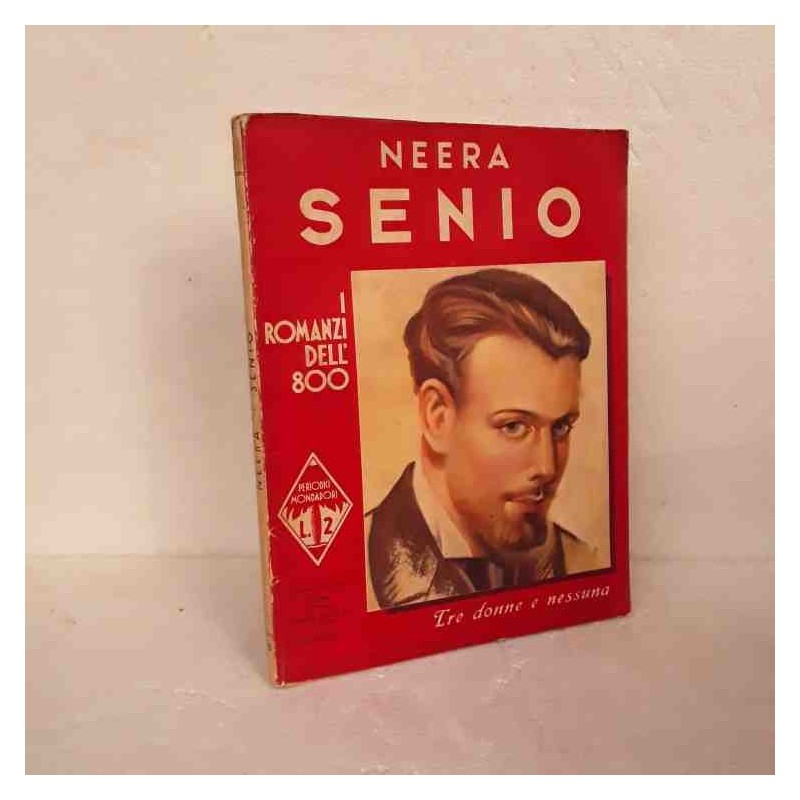 NEERA
SENIO
I
ROMANZI
DELL'
800
PERIODICI
MONDADORI
L. 2
Tre donne e nessuna
NEERA - SENIO